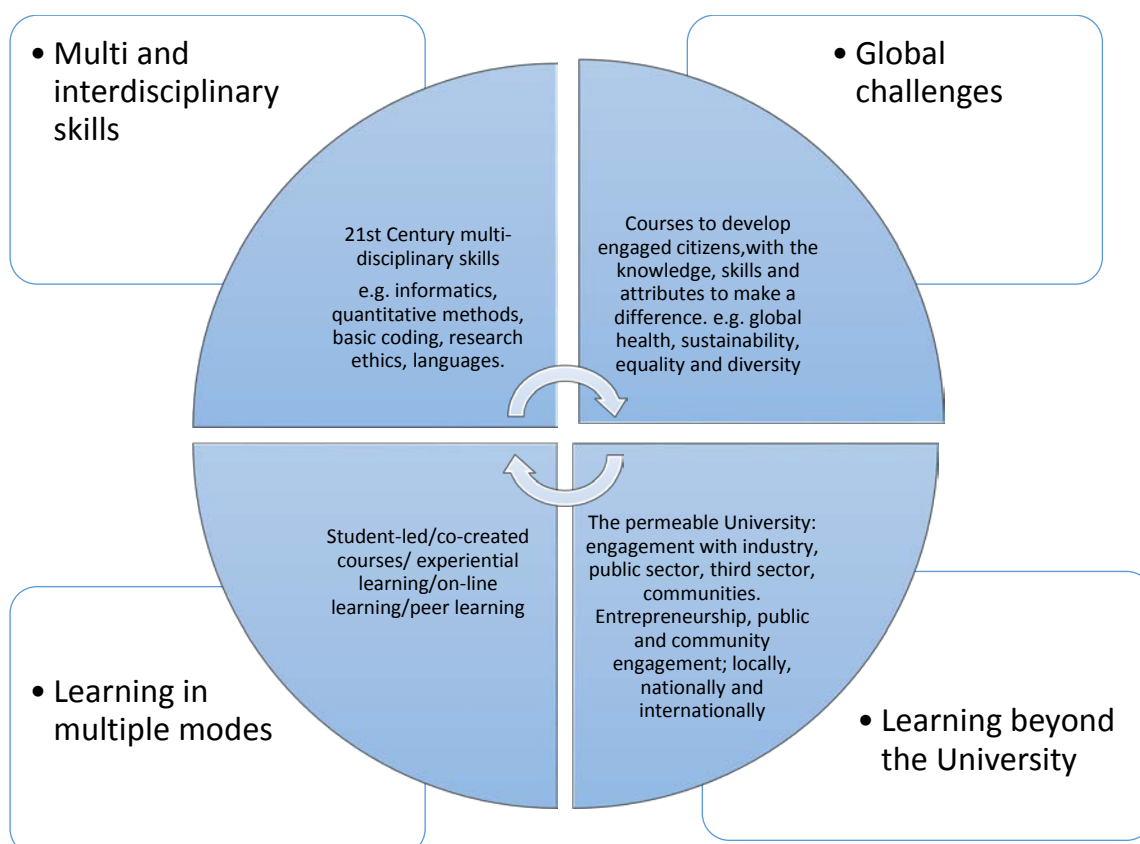 • Multi and
interdisciplinary
skills
• Global
challenges
21st Century multi-
disciplinary skills
e.g. informatics,
quantitative methods,
basic coding, research
ethics, languages.
Courses to develop
engaged citizens,with the
knowledge, skills and
attributes to make a
difference. e.g. global
health, sustainability,
equality and diversity
Student-led/co-created
courses/ experiential
learning/on-line
learning/peer learning
The permeable University:
engagement with industry,
public sector, third sector,
communities.
Entrepreneurship, public
and community
engagement; locally,
nationally and
internationally
• Learning in
multiple modes
• Learning beyond
the University